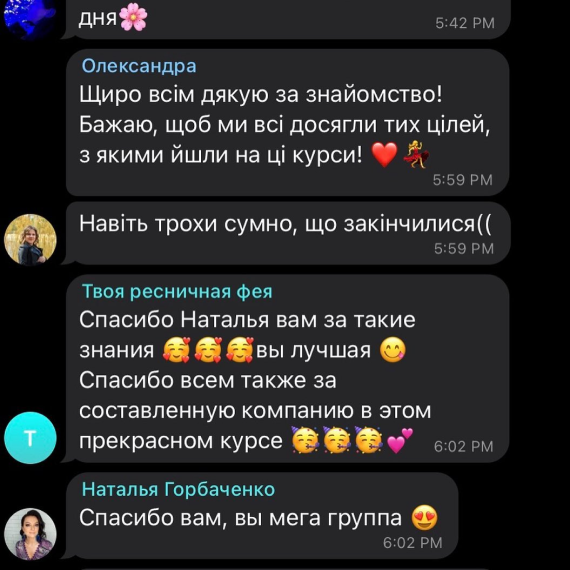 дня🌸
5:42 PM
Олександра
Щиро всім дякую за знайомство!
Бажаю, щоб ми всі досягли тих цілей,
з якими йшли на ці курси! ❤️💃
5:59 PM
Навіть трохи сумно, що закінчилися((
5:59 PM
Твоя ресничная фея
Спасибо Наталья вам за такие
знания 🥰🥰🥰вы лучшая 😋
Спасибо всем также за
составленную компанию в этом
прекрасном курсе 🥳🥳🥳💕 6:02 PM
Т
Наталья Горбаченко
Спасибо вам, вы мега группа 😍
6:02 PM